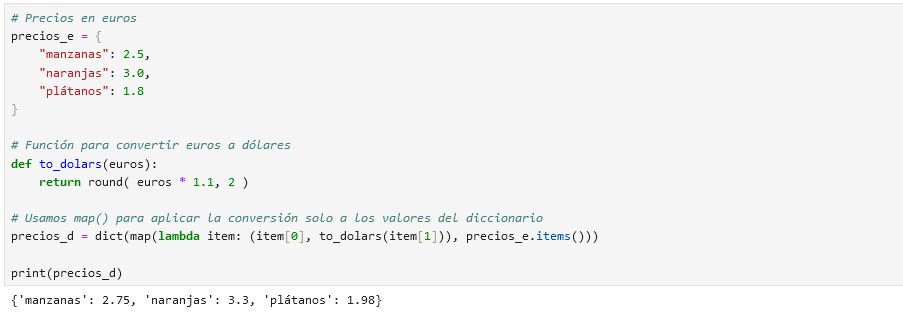 # Precios en euros
precios_e = {
    "manzanas": 2.5,
    "naranjas": 3.0,
    "plátanos": 1.8
}
# Función para convertir euros a dólares
def to_dolars(euros):
    return round( euros * 1.1, 2 )
# Usamos map() para aplicar la conversión solo a los valores del diccionario
precios_d = dict(map(lambda item: (item[0], to_dolars(item[1])), precios_e.items()))
print(precios_d)
{'manzanas': 2.75, 'naranjas': 3.3, 'plátanos': 1.98}